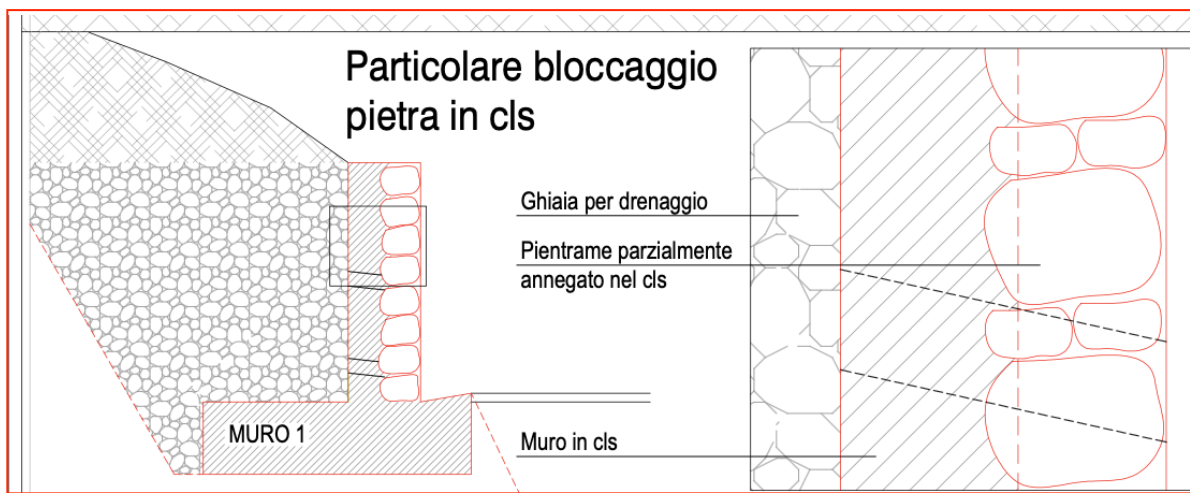 Particolare bloccaggio
pietra in cls
Ghiaia per drenaggio
Pientrame parzialmente
annegato nel cls
MURO 1
Muro in cls